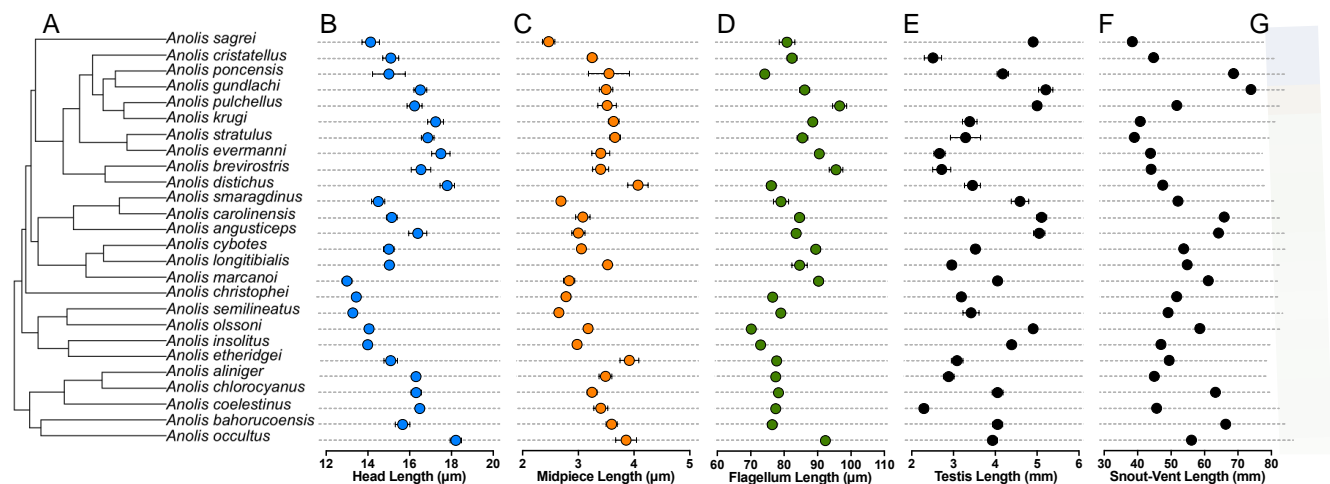 A B C D E F G
Anolis sagrei
Anolis cristatellus
Anolis poncensis
Anolis gundlachi
Anolis pulchellus
Anolis krugi
Anolis stratulus
Anolis evermanni
Anolis brevirostris
Anolis distichus
Anolis smaragdinus
Anolis carolinensis
Anolis angusticeps
Anolis cybotes
Anolis longitibialis
Anolis marcanoi
Anolis christophei
Anolis semilineatus
Anolis olssoni
Anolis insolitus
Anolis etheridgei
Anolis aliniger
Anolis chlorocyanus
Anolis coelestinus
Anolis bahorucoensis
Anolis occultus
12 14 16 18 20 2 3 4 5 60 70 80 90 100 110 2 3 4 5 6 30 40 50 60 70 80
Head Length (µm) Midpiece Length (µm) Flagellum Length (µm) Testis Length (mm) Snout-Vent Length (mm)